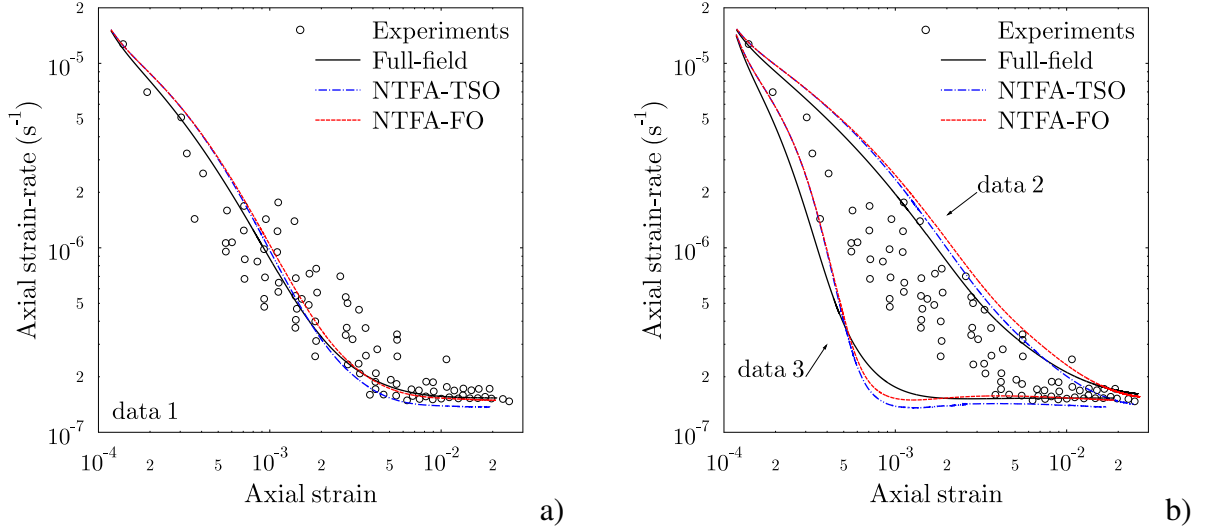 Experiments
Full-field
NTFA-TSO
NTFA-FO
10⁻⁵
5
2
10⁻⁶
5
2
10⁻⁷
Axial strain-rate (s⁻¹)
data 1
10⁻⁴ 2 5 10⁻³ 2 5 10⁻² 2
Axial strain
a)
Experiments
Full-field
NTFA-TSO
NTFA-FO
10⁻⁵
5
2
10⁻⁶
5
2
10⁻⁷
Axial strain-rate (s⁻¹)
data 2
data 3
10⁻⁴ 2 5 10⁻³ 2 5 10⁻² 2
Axial strain
b)